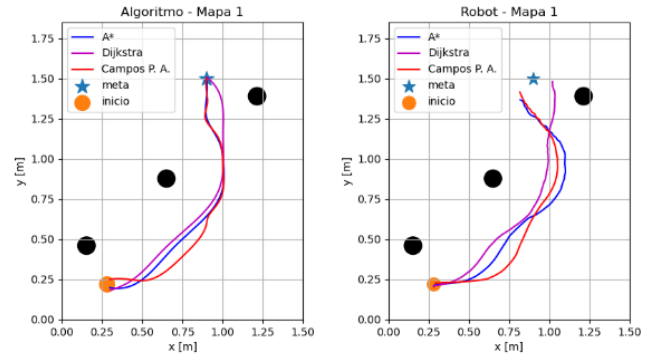 Algoritmo - Mapa 1
A*
Dijkstra
Campos P. A.
meta
inicio
1.75
1.50
1.25
1.00
0.75
0.50
0.25
0.00
y [m]
0.00 0.25 0.50 0.75 1.00 1.25 1.50
x [m]
Robot - Mapa 1
A*
Dijkstra
Campos P. A.
meta
inicio
1.75
1.50
1.25
1.00
0.75
0.50
0.25
0.00
y [m]
0.00 0.25 0.50 0.75 1.00 1.25 1.50
x [m]